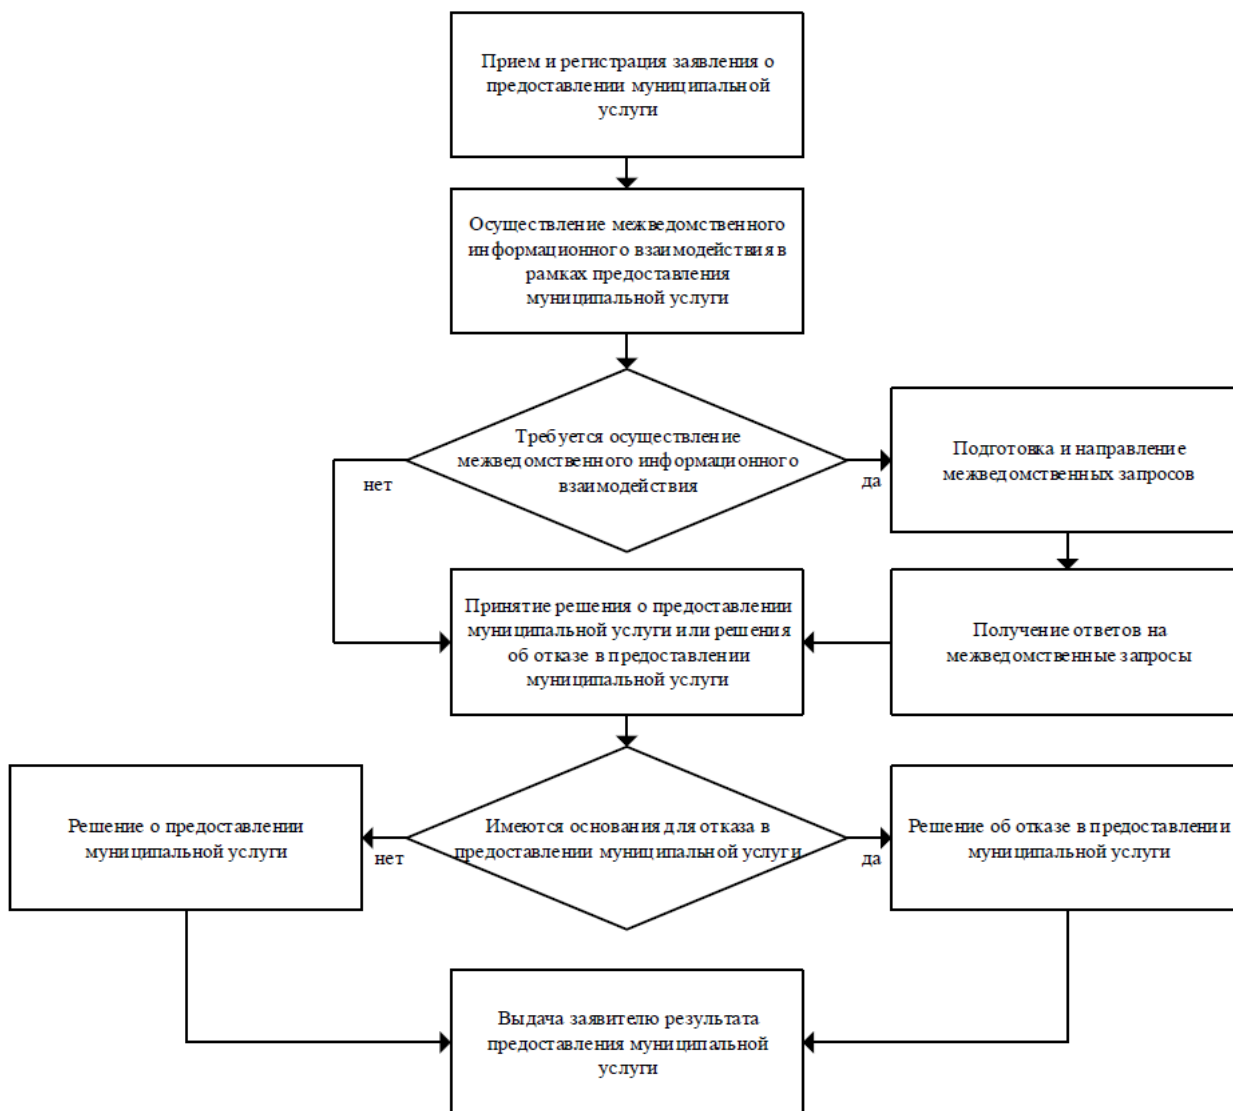 Прием и регистрация заявления о
предоставлении муниципальной
услуги
Осуществление межведомственного
информационного взаимодействия в
рамках предоставления
муниципальной услуги
Требуется осуществление
межведомственного информационного
взаимодействия
нет
да
Подготовка и направление
межведомственных запросов
Принятие решения о предоставлении
муниципальной услуги или решения
об отказе в предоставлении
муниципальной услуги
Получение ответов на
межведомственные запросы
Решение о предоставлении
муниципальной услуги
нет
Имеются основания для отказа в
предоставлении муниципальной услуги
да
Решение об отказе в предоставлении
муниципальной услуги
Выдача заявителю результата
предоставления муниципальной
услуги